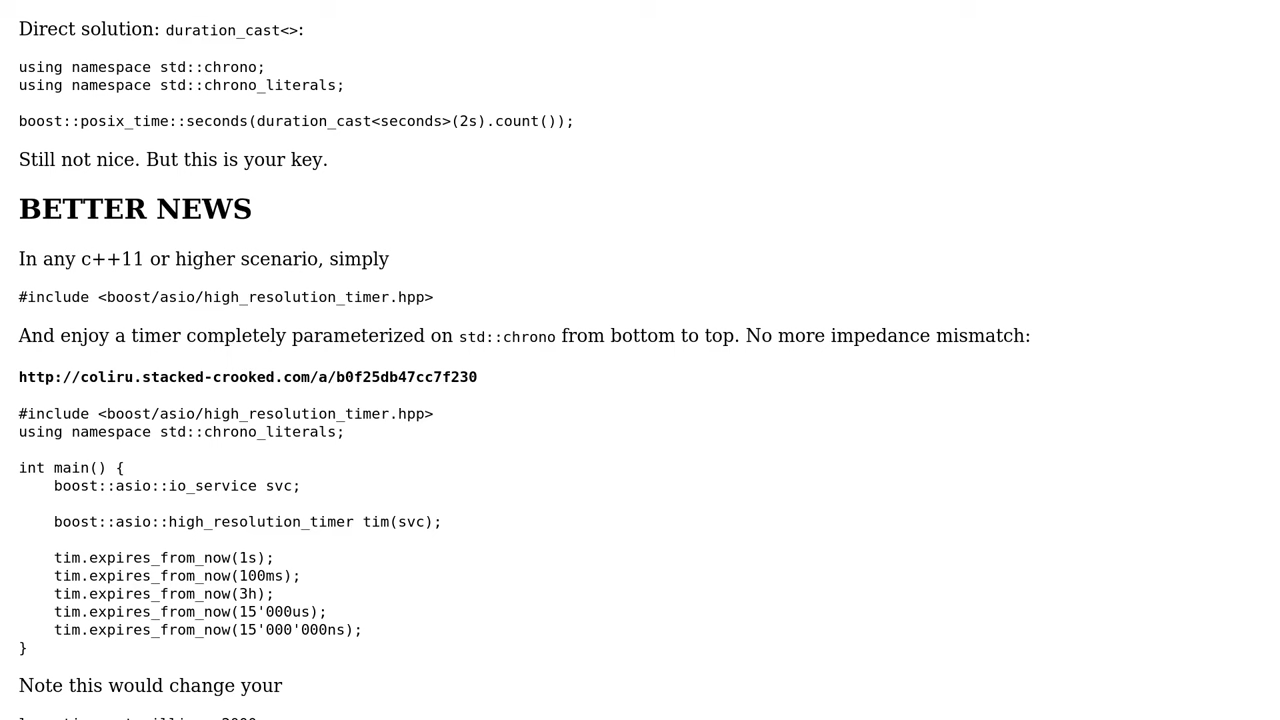 Direct solution: duration_cast<>:
using namespace std::chrono;
using namespace std::chrono_literals;
boost::posix_time::seconds(duration_cast<seconds>(2s).count());
Still not nice. But this is your key.
BETTER NEWS
In any c++11 or higher scenario, simply
#include <boost/asio/high_resolution_timer.hpp>
And enjoy a timer completely parameterized on std::chrono from bottom to top. No more impedance mismatch:
http://coliru.stacked-crooked.com/a/b0f25db47cc7f230
#include <boost/asio/high_resolution_timer.hpp>
using namespace std::chrono_literals;
int main() {
    boost::asio::io_service svc;
    boost::asio::high_resolution_timer tim(svc);
    tim.expires_from_now(1s);
    tim.expires_from_now(100ms);
    tim.expires_from_now(3h);
    tim.expires_from_now(15'000us);
    tim.expires_from_now(15'000'000ns);
}
Note this would change your